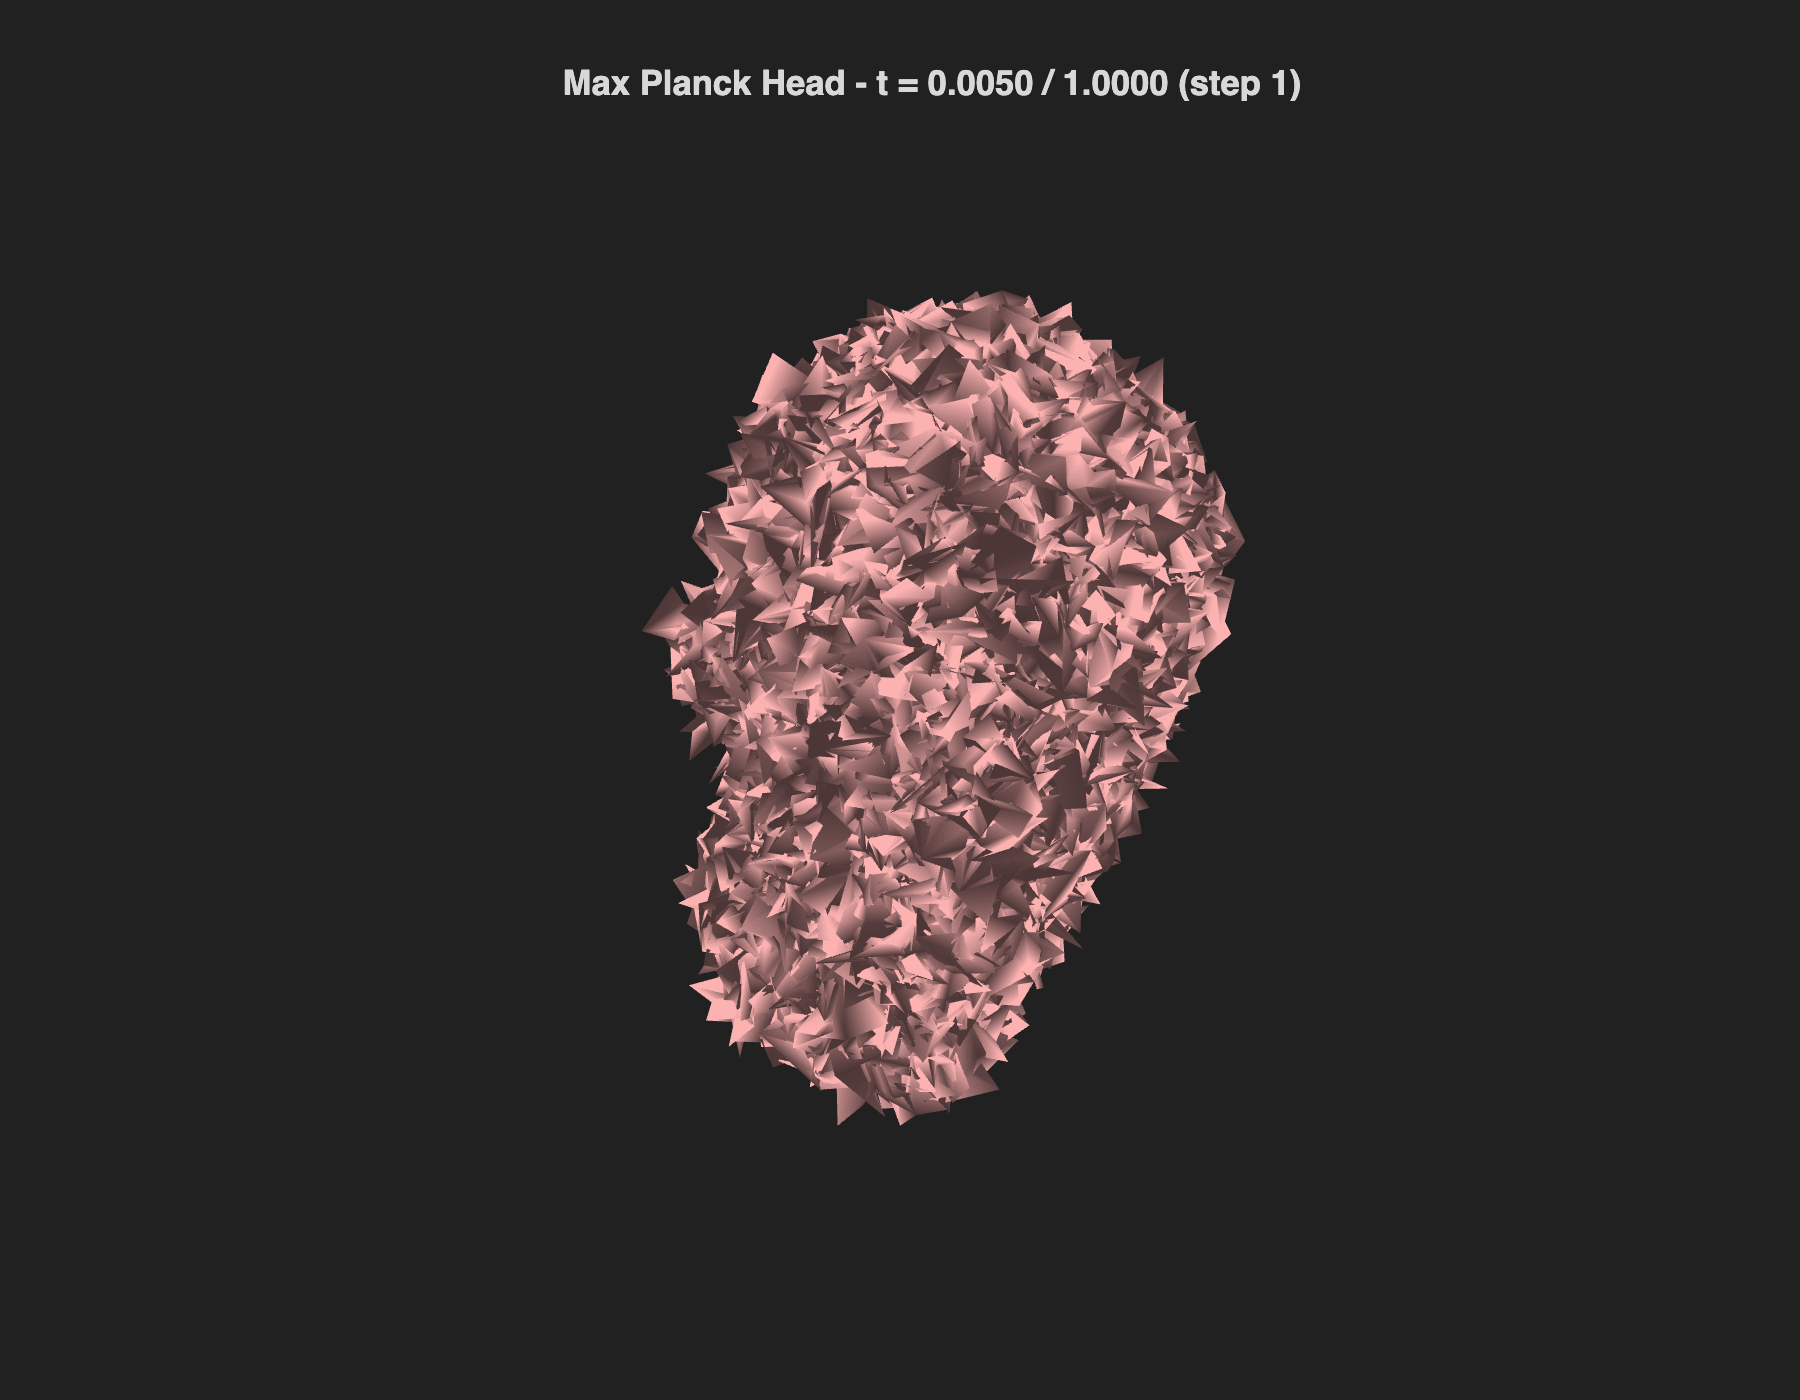 Max Planck Head - t = 0.0050 / 1.0000 (step 1)